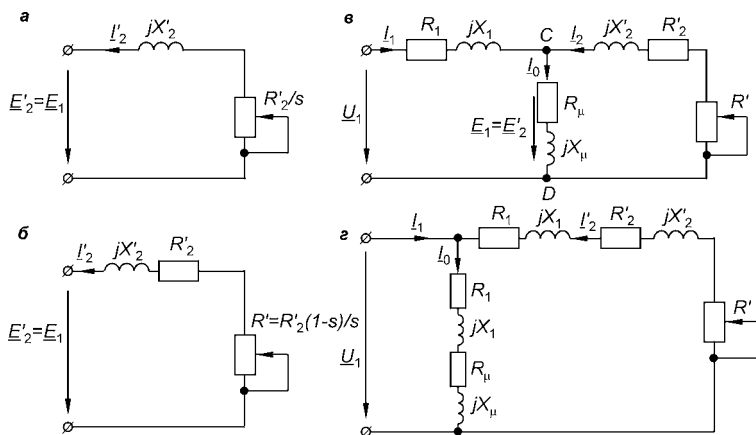 а
I'2
jX'2
E'2=E1
R'2/s
в
I1
R1
jX1
C
I2
jX'2
R'2
I0
Rμ
U1
E1=E'2
jXμ
R'
D
б
I'2
jX'2
R'2
E'2=E1
R'=R'2(1-s)/s
г
I1
R1
jX1
I'2
R'2
jX'2
I0
R1
jX1
R'
U1
Rμ
jXμ